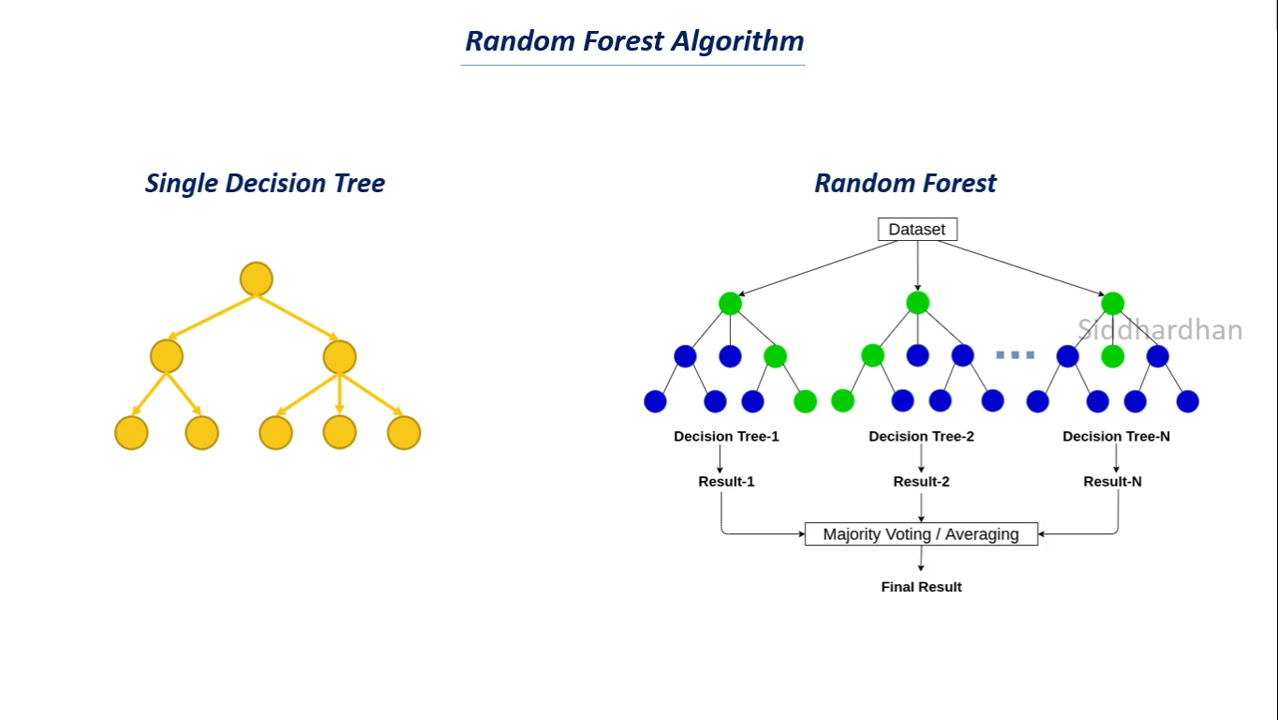 Random Forest Algorithm
Single Decision Tree
Random Forest
Dataset
Siddhardhan
Decision Tree-1
Decision Tree-2
Decision Tree-N
Result-1
Result-2
Result-N
Majority Voting / Averaging
Final Result